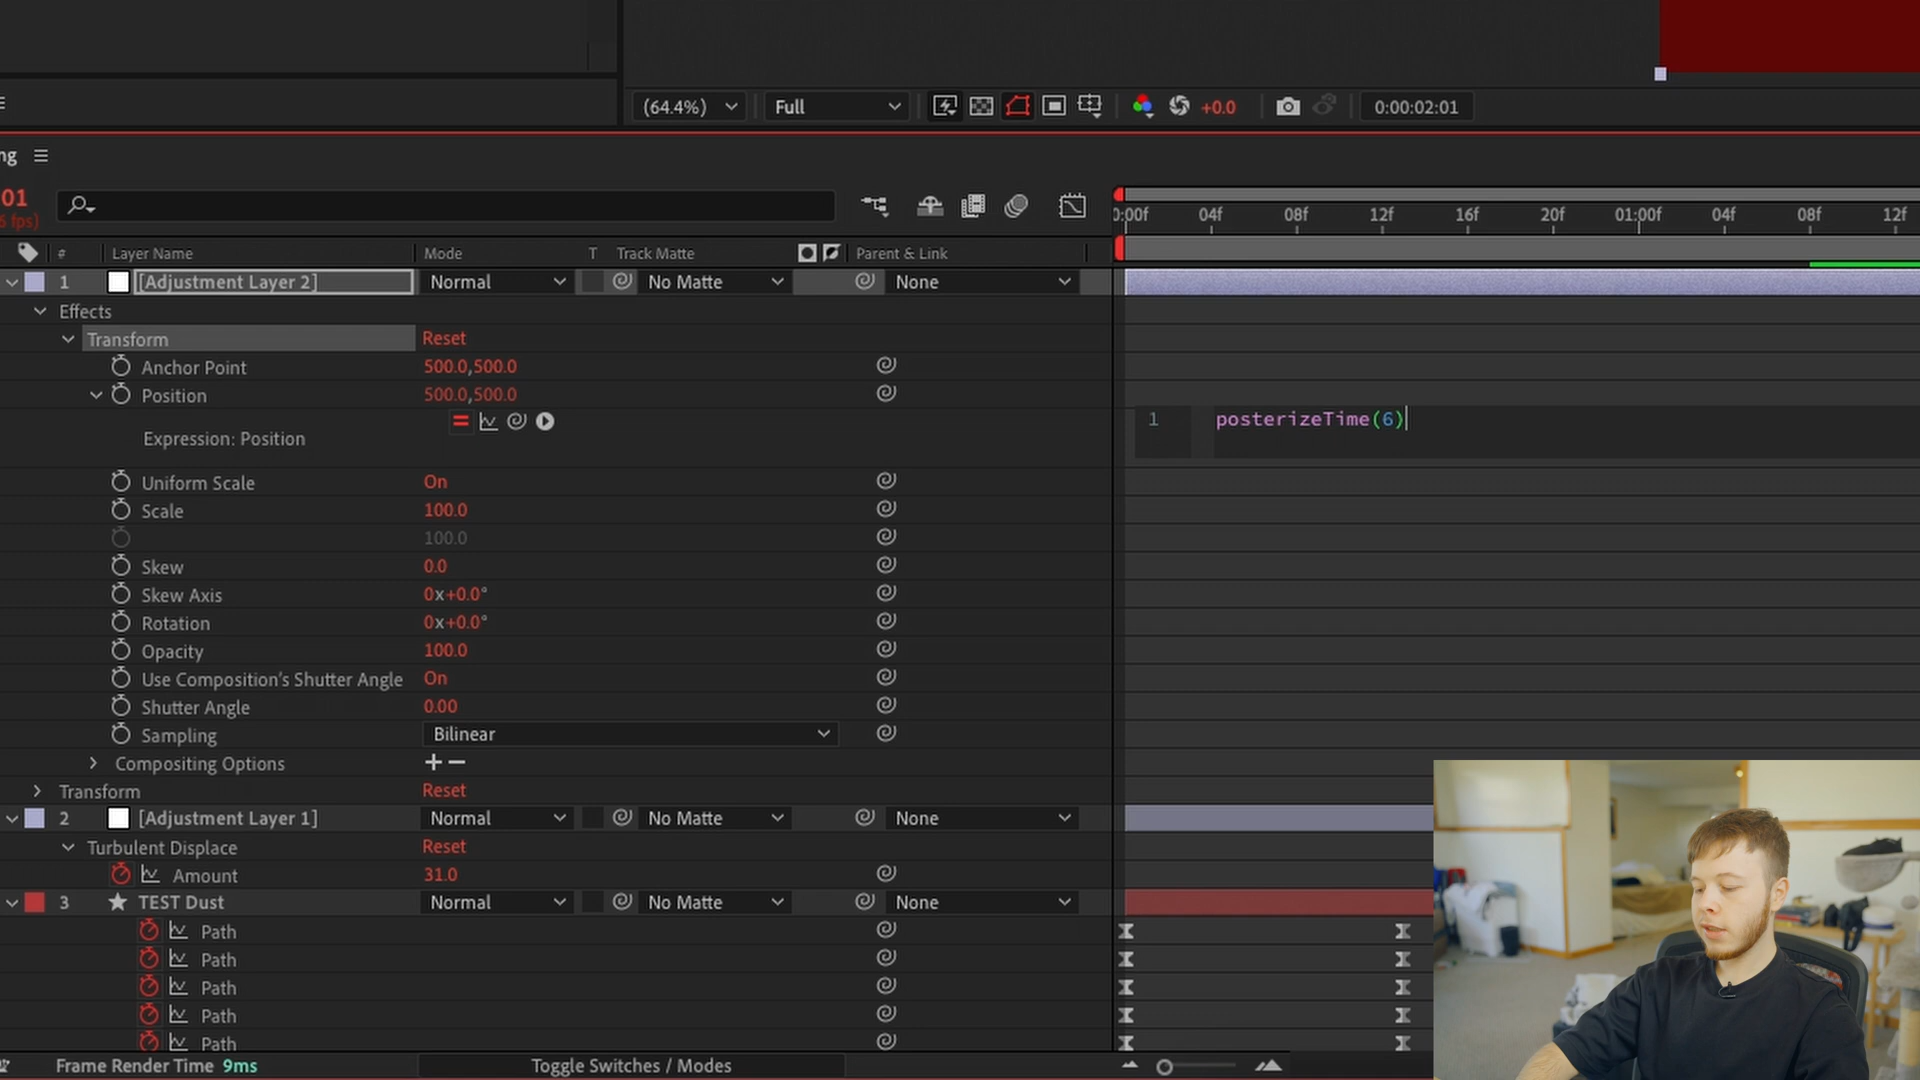 (64.4%) Full +0.0 0:00:02:01
ng
01
fps)
0:00f 04f 08f 12f 16f 20f 01:00f 04f 08f 12f
# Layer Name Mode T Track Matte Parent & Link
1 [Adjustment Layer 2] Normal No Matte None
Effects
Transform Reset
Anchor Point 500.0,500.0
Position 500.0,500.0
Expression: Position
1 posterizeTime(6)
Uniform Scale On
Scale 100.0
100.0
Skew 0.0
Skew Axis 0x+0.0°
Rotation 0x+0.0°
Opacity 100.0
Use Composition's Shutter Angle On
Shutter Angle 0.00
Sampling Bilinear
Compositing Options + −
Transform Reset
2 [Adjustment Layer 1] Normal No Matte None
Turbulent Displace Reset
Amount 31.0
3 TEST Dust Normal No Matte None
Path
Path
Path
Path
Path
Frame Render Time 9ms Toggle Switches / Modes